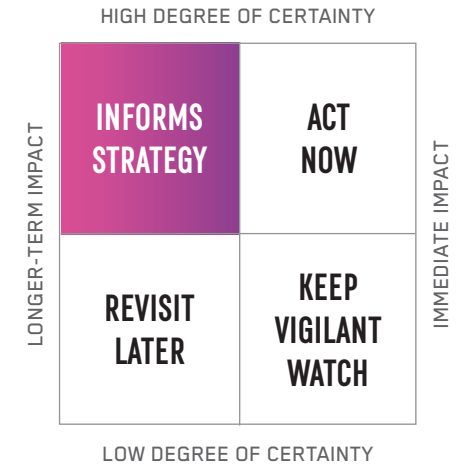 HIGH DEGREE OF CERTAINTY
INFORMS
STRATEGY
ACT
NOW
LONGER-TERM IMPACT
IMMEDIATE IMPACT
REVISIT
LATER
KEEP
VIGILANT
WATCH
LOW DEGREE OF CERTAINTY